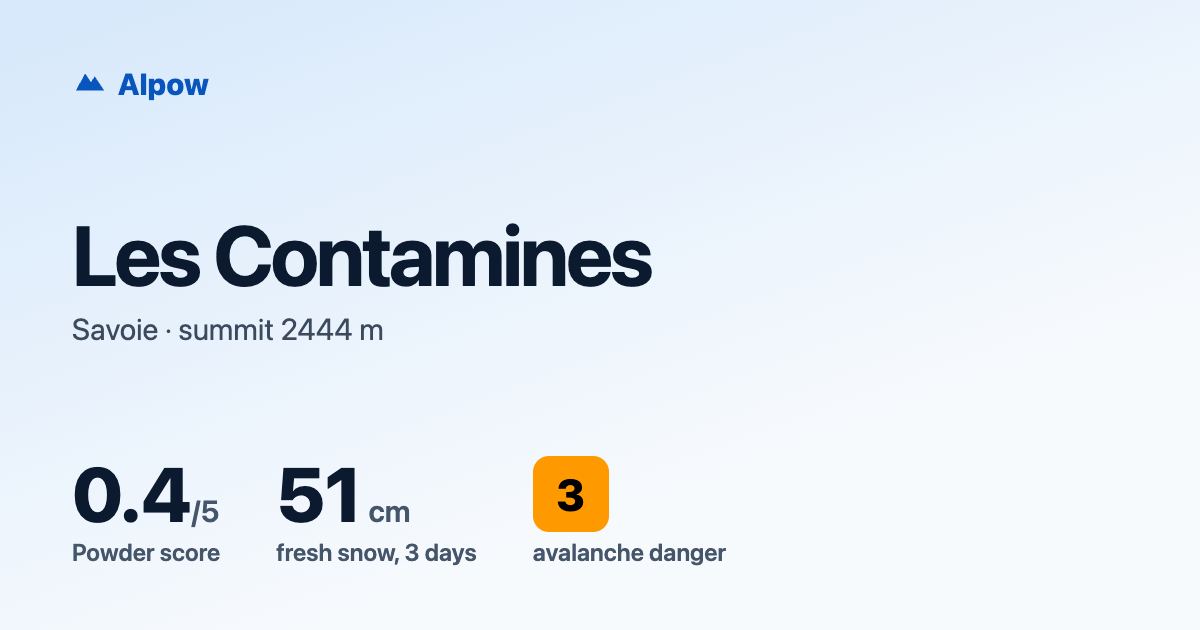 Alpow
Les Contamines
Savoie · summit 2444 m
0.4/5
Powder score
51 cm
fresh snow, 3 days
3
avalanche danger